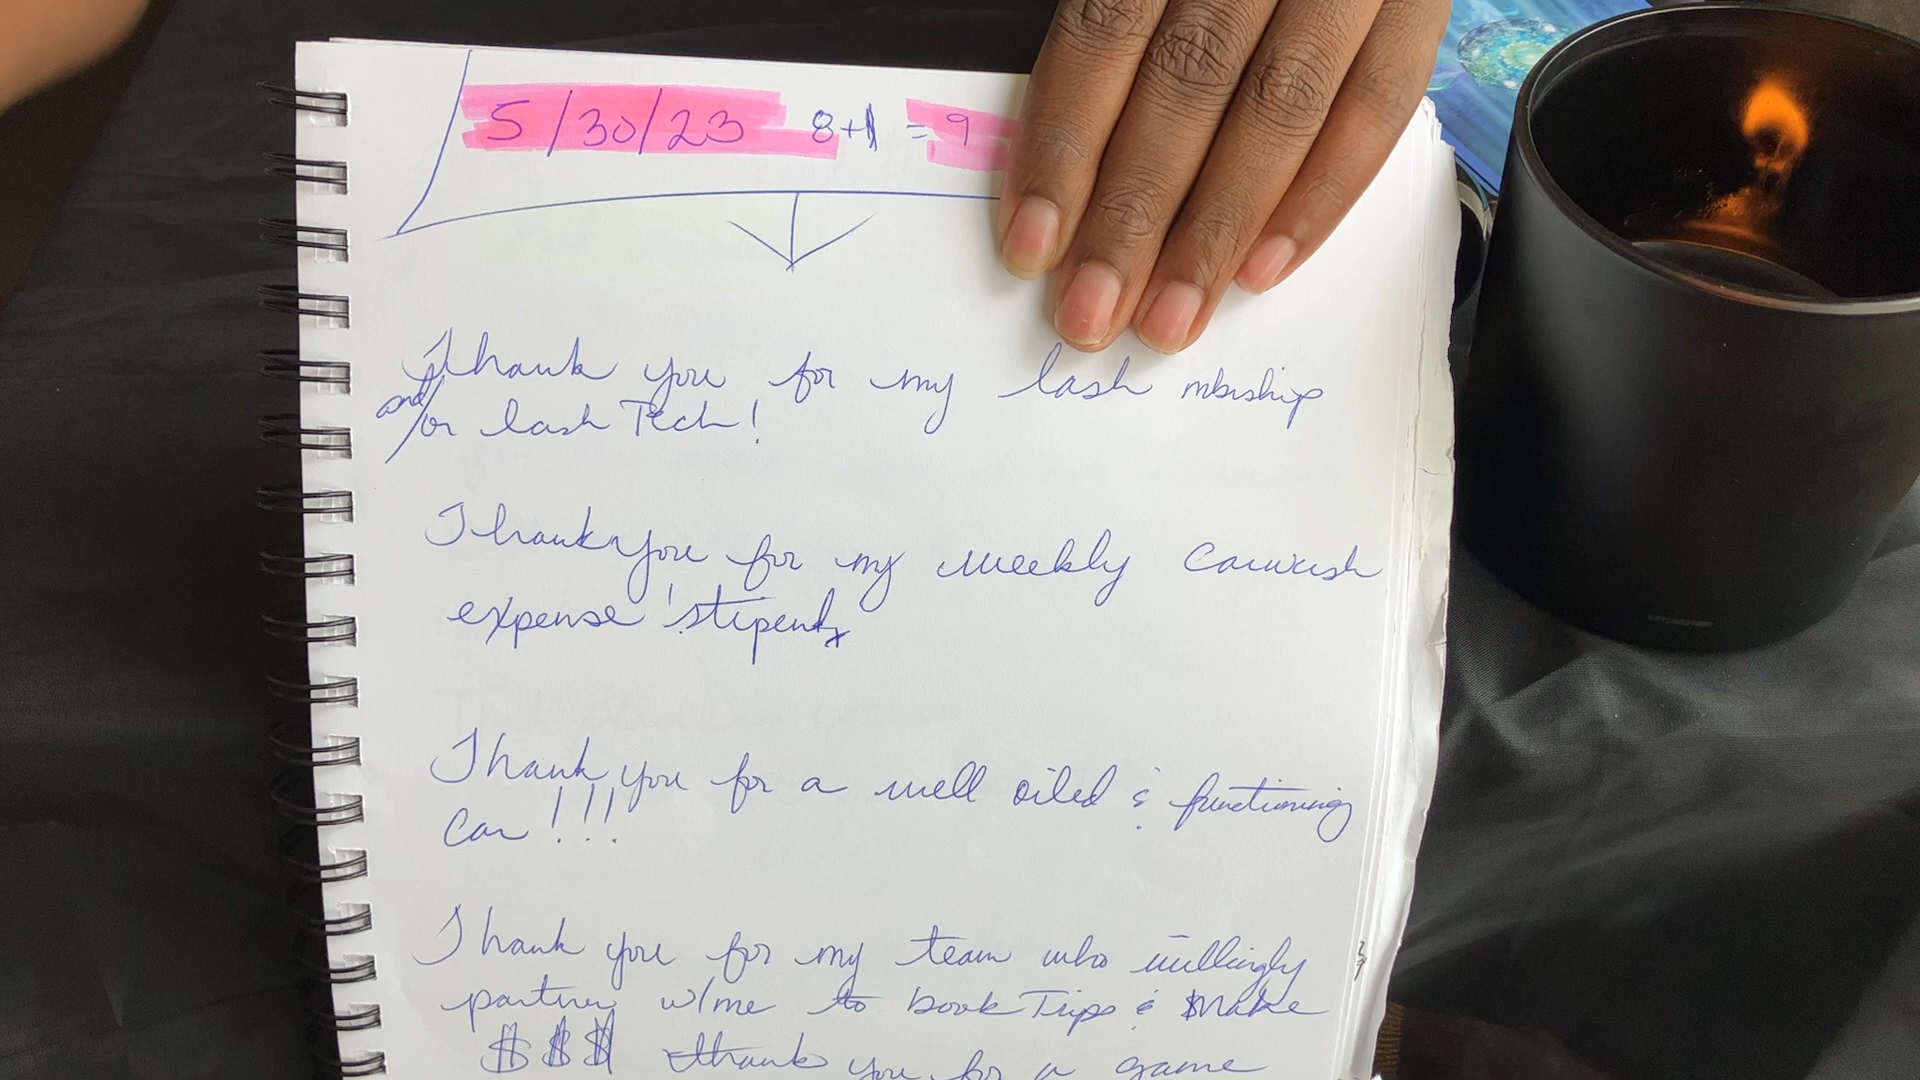 5/30/23 8+1 = 9
Thank you for my lash mbrship
and/or lash Tech!
Thank you for my weekly carwash
expense stipend
Thank you for a well oiled & functioning
Car!!!
Thank you for my team who willingly
partner w/me to book Trips & Make
$$$ thank you for a game